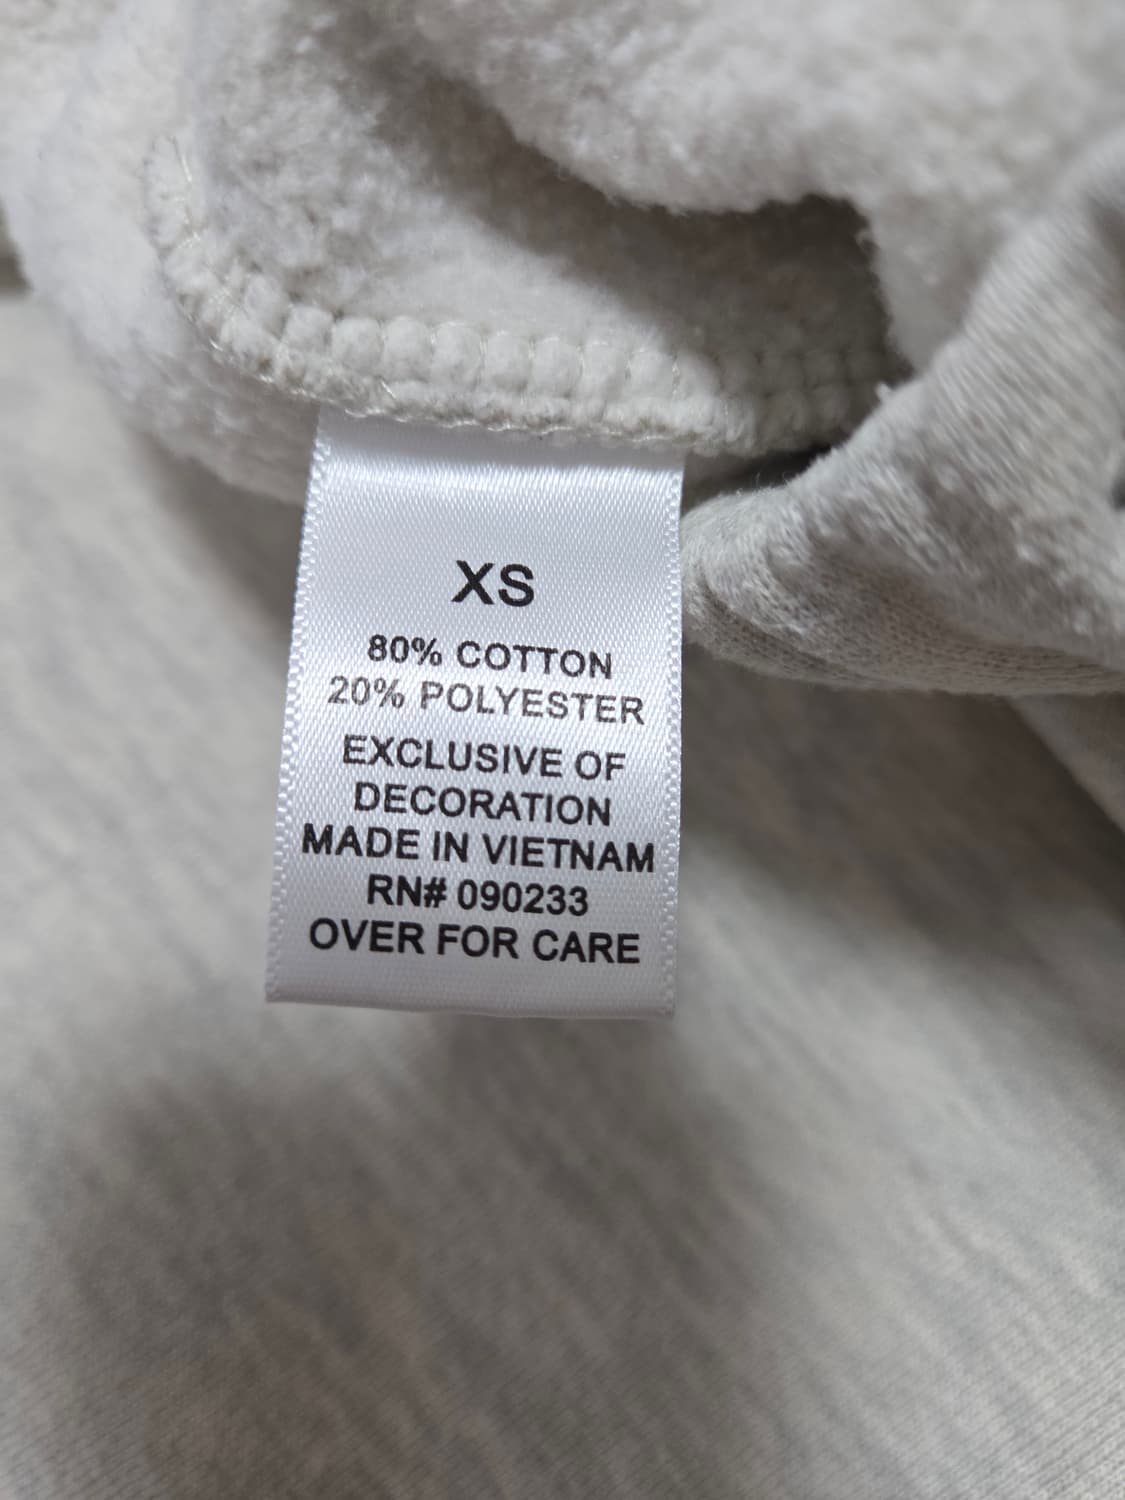 XS
80% COTTON
20% POLYESTER
EXCLUSIVE OF
DECORATION
MADE IN VIETNAM
RN# 090233
OVER FOR CARE